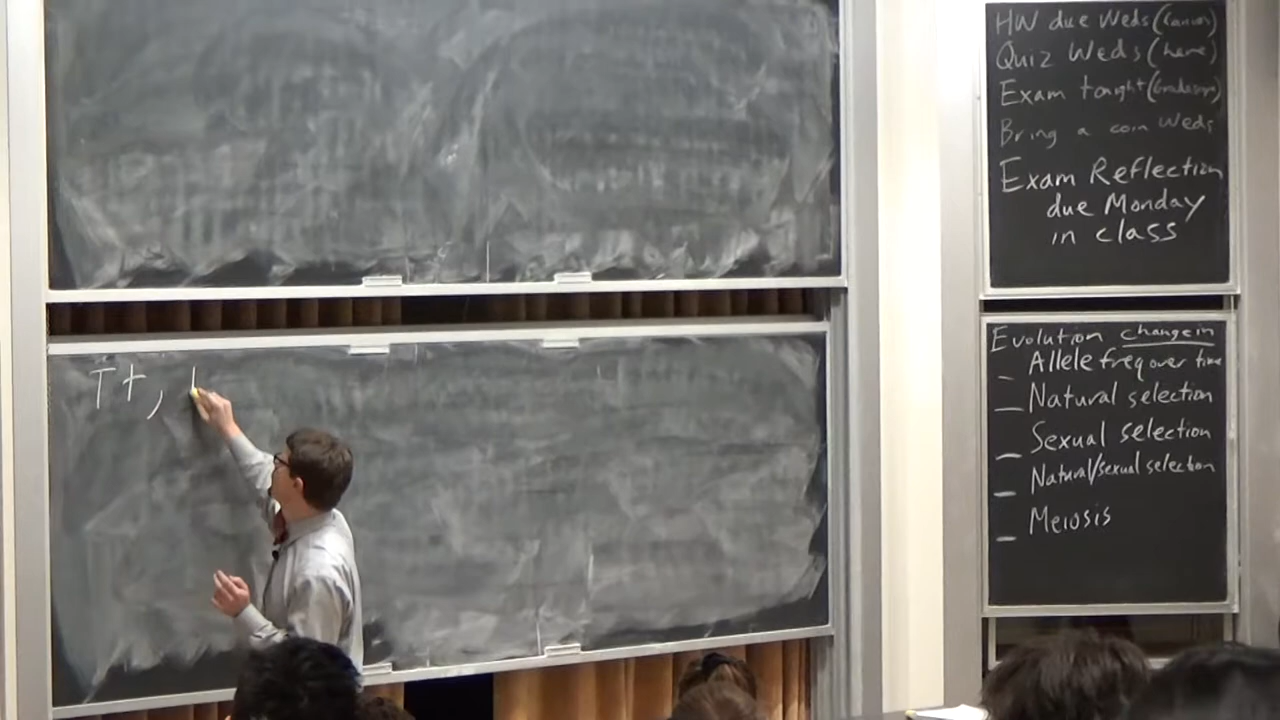 Tt,
HW due Weds (Canvas)
Quiz Weds (here)
Exam tonght (Gradescope)
Bring a coin Weds
Exam Reflection
due Monday
in class
Evolution change in
Allele freq over time
_ Natural selection
_ Sexual selection
_ Natural/sexual selection
_ Meiosis